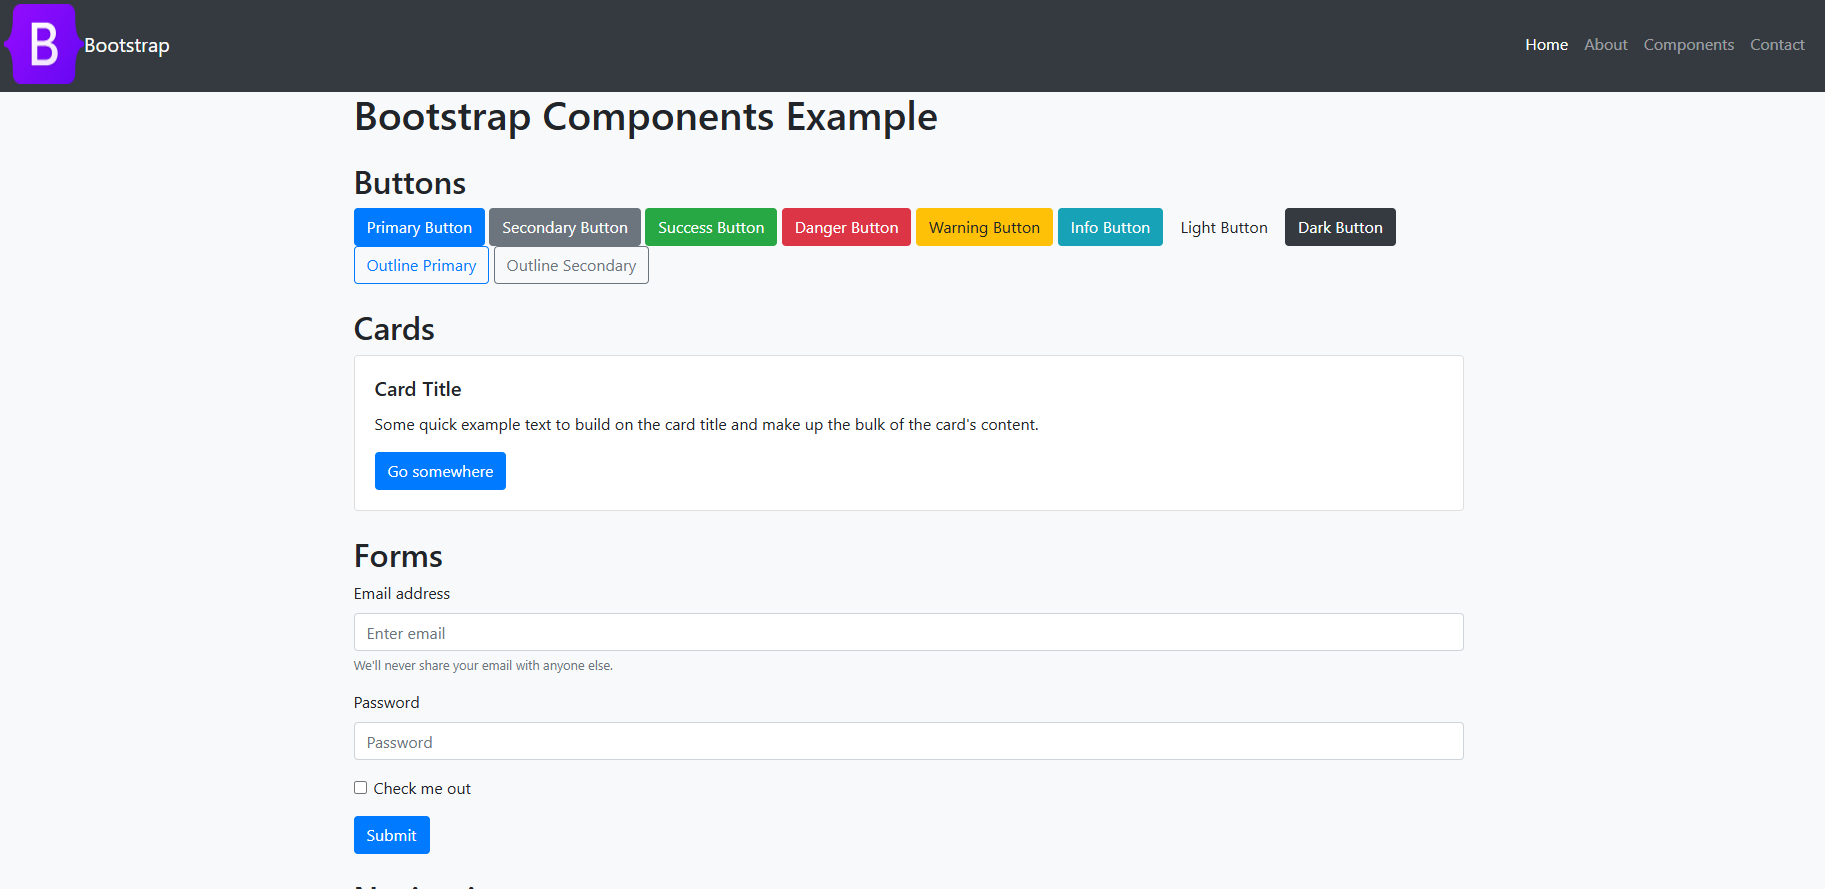 B Bootstrap Home About Components Contact
Bootstrap Components Example
Buttons
Primary Button Secondary Button Success Button Danger Button Warning Button Info Button Light Button Dark Button
Outline Primary Outline Secondary
Cards
Card Title
Some quick example text to build on the card title and make up the bulk of the card's content.
Go somewhere
Forms
Email address
Enter email
We'll never share your email with anyone else.
Password
Password
Check me out
Submit